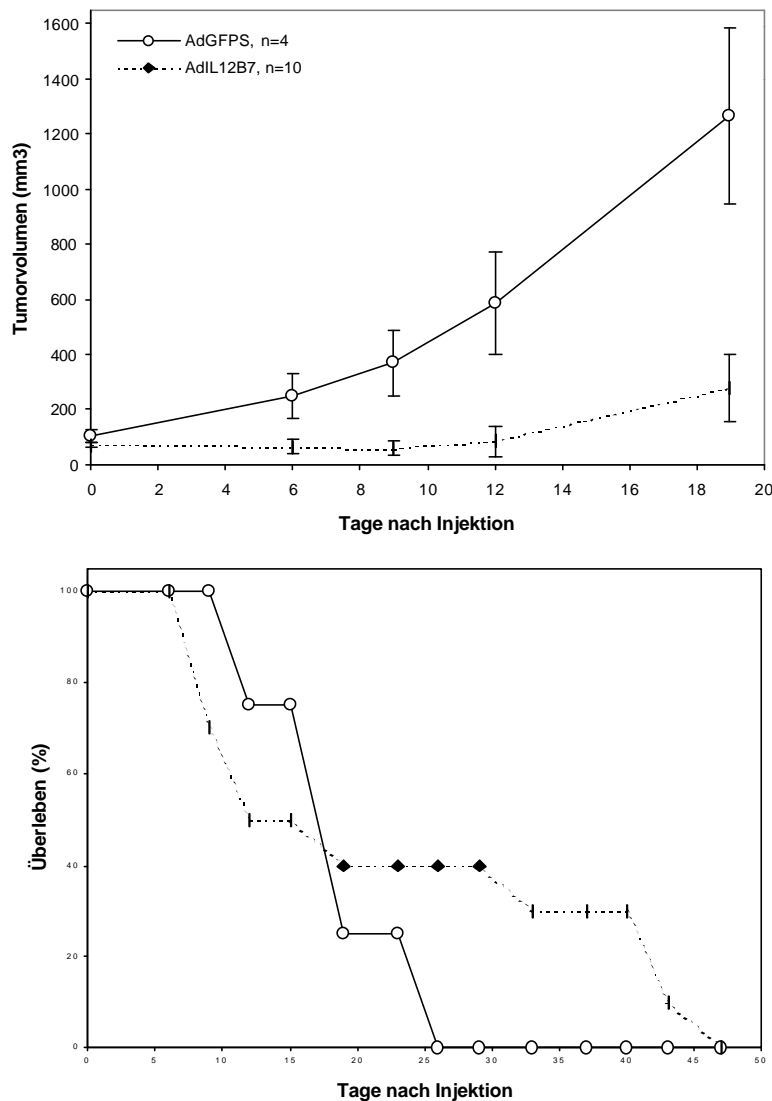 1600
1400
1200
1000
800
600
400
200
0
Tumorvolumen (mm3)
AdGFPS, n=4
AdIL12B7, n=10
0 2 4 6 8 10 12 14 16 18 20
Tage nach Injektion
100
80
60
40
20
0
Überleben (%)
0 5 10 15 20 25 30 35 40 45 50
Tage nach Injektion